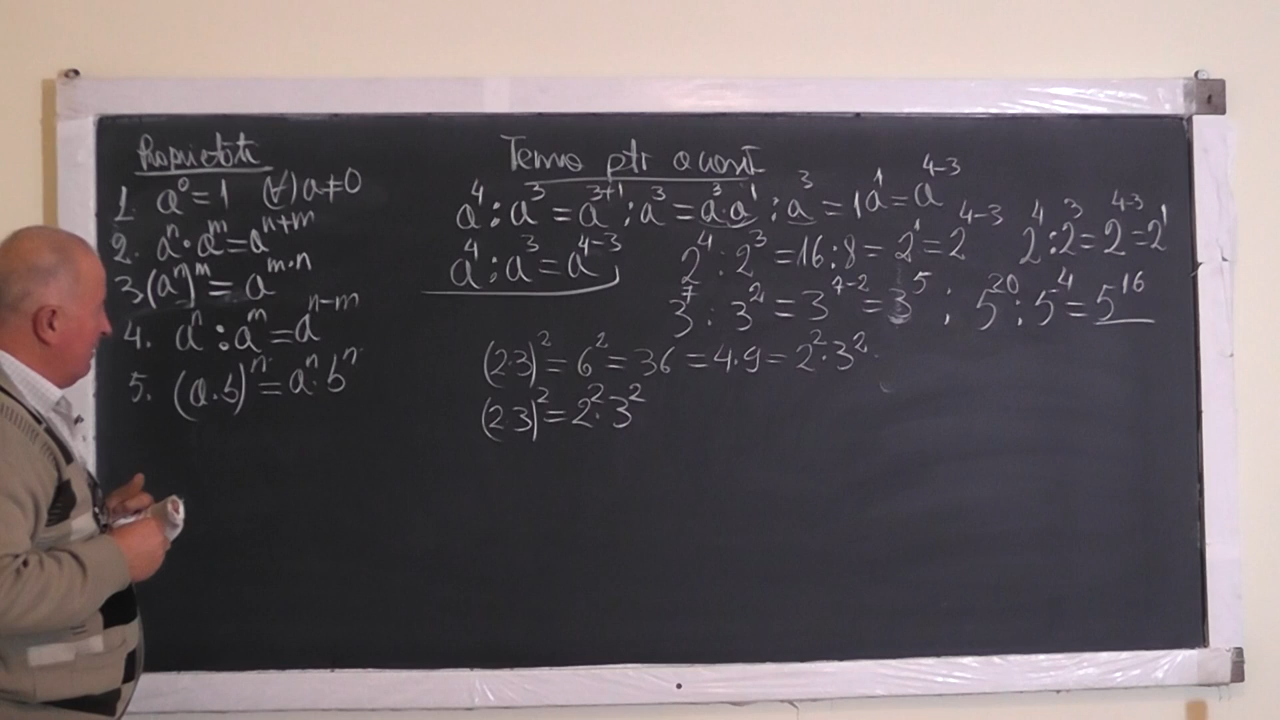 Proprietăți
1. a⁰=1 (∀) a≠0
2. aⁿ·aᵐ=aⁿ⁺ᵐ
3 (aⁿ)ᵐ=aᵐ·ⁿ
4. aⁿ:aᵐ=aⁿ⁻ᵐ
5. (a·b)ⁿ=aⁿ·bⁿ
Tema ptr
a⁴:a³=a³⁺¹:a³=a³·a¹:a³=1a¹=a⁴⁻³
a⁴:a³=a⁴⁻³
2⁴:2³=16:8=2¹=2⁴⁻³ 2⁴:2³=2⁴⁻³=2¹
3⁷:3²=3⁷⁻²=3⁵; 5²⁰:5⁴=5¹⁶
(2·3)²=6²=36=4·9=2²·3²
(2·3)²=2²·3²